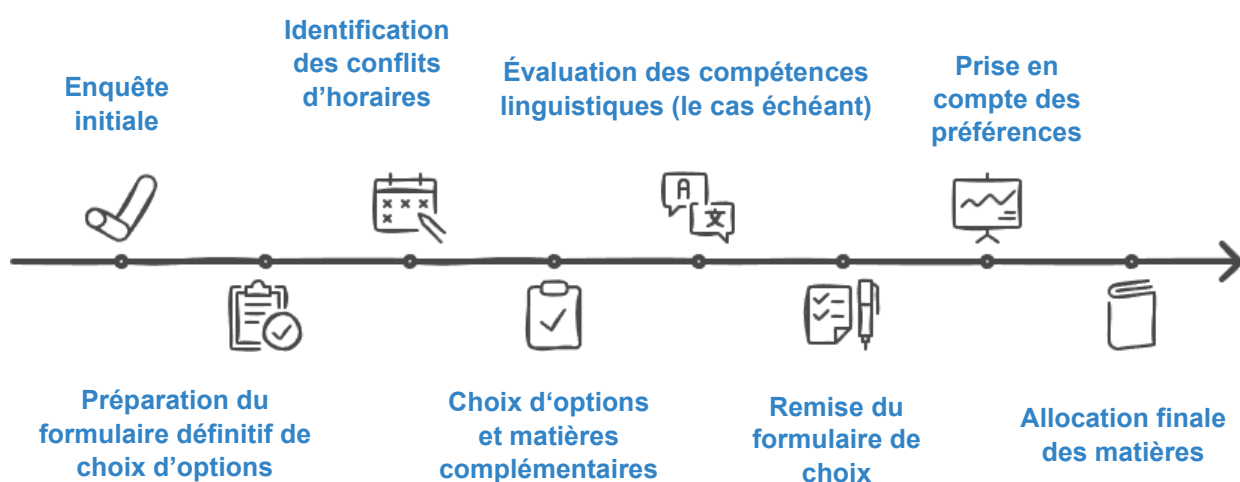 Enquête
initiale
Préparation du
formulaire définitif de
choix d'options
Identification
des conflits
d'horaires
Choix d‘options
et matières
complémentaires
Évaluation des compétences
linguistiques (le cas échéant)
A
文
Remise du
formulaire de
choix
Prise en
compte des
préférences
Allocation finale
des matières